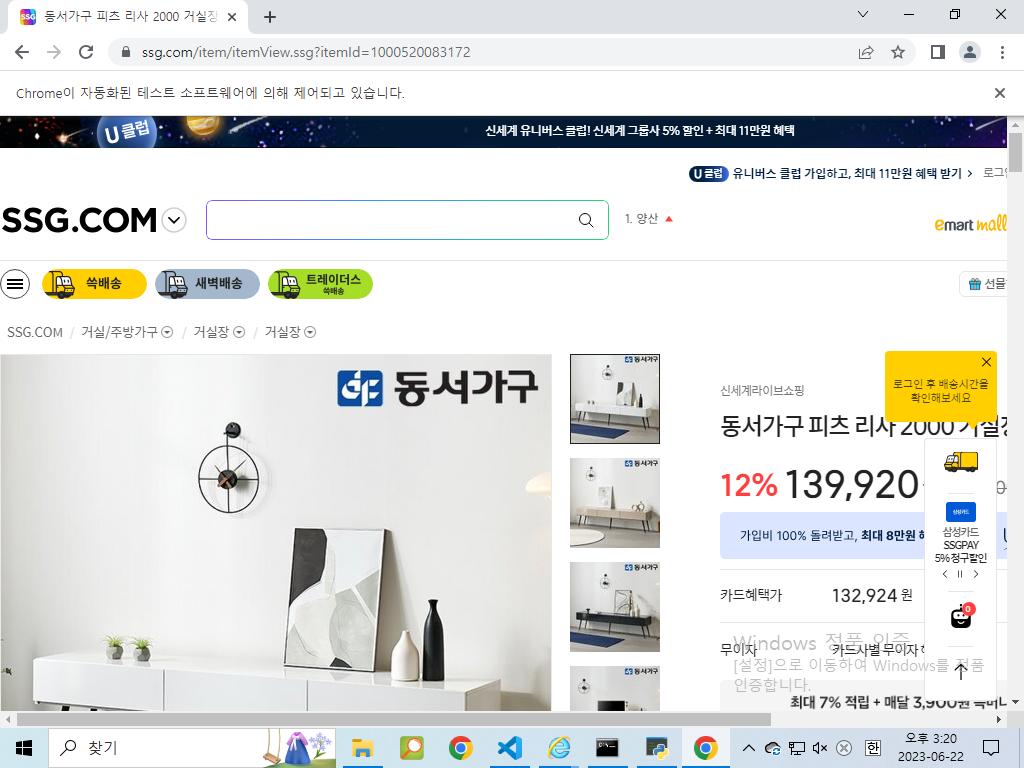 동서가구 피츠 리사 2000 거실장
ssg.com/item/itemView.ssg?itemId=1000520083172
Chrome이 자동화된 테스트 소프트웨어에 의해 제어되고 있습니다.
U클럽
신세계 유니버스 클럽! 신세계 그룹사 5% 할인 + 최대 11만원 혜택
U클럽 유니버스 클럽 가입하고, 최대 11만원 혜택 받기 >
SSG.COM
1. 양산
emart mall
쓱배송
새벽배송
트레이더스
쓱배송
선물
SSG.COM / 거실/주방가구 / 거실장 / 거실장
동서가구
신세계라이브쇼핑
로그인 후 배송시간을
확인해보세요
동서가구 피츠 리사 2000 거실장
12% 139,920
가입비 100% 돌려받고, 최대 8만원
삼성카드
삼성카드
SSGPAY
5% 청구할인
카드혜택가 132,924 원
0
무이자 카드사별 무이자
Windows 정품 인증
[설정]으로 이동하여 Windows를 정품
인증합니다.
최대 7% 적립 + 매달 3,900원
찾기
한
오후 3:20
2023-06-22